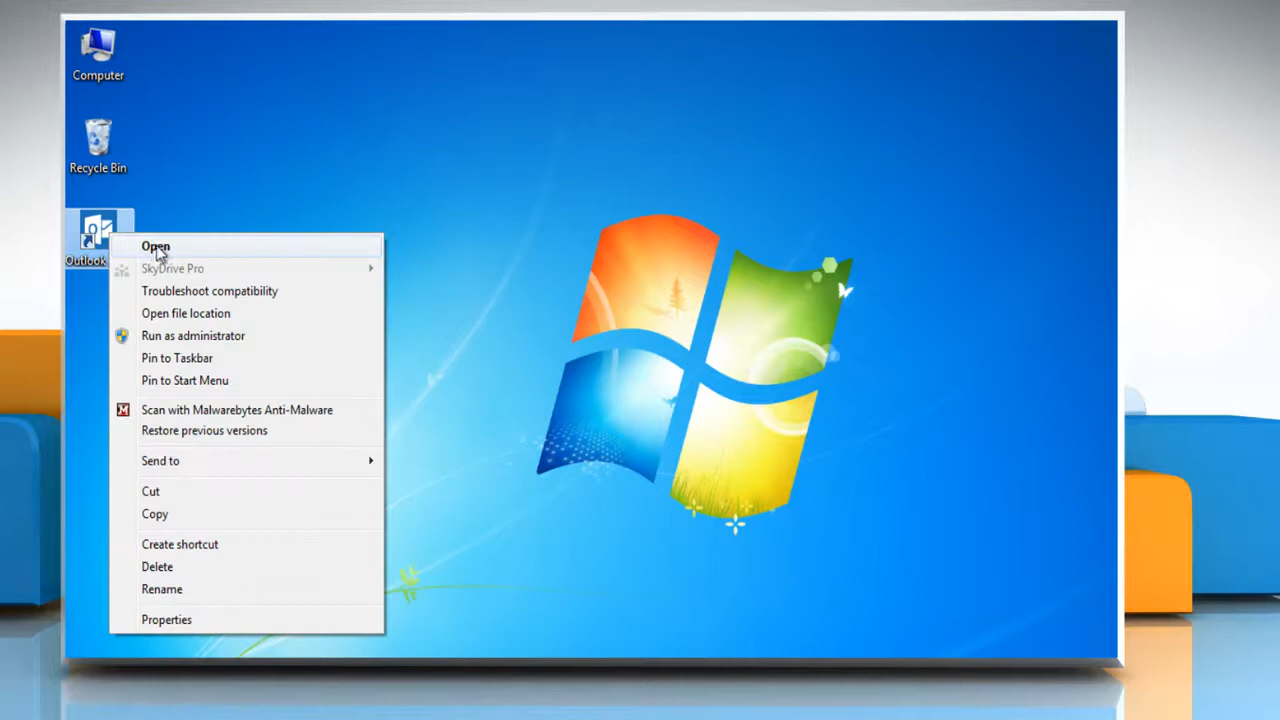 Computer
Recycle Bin
Outlook
Open
SkyDrive Pro
Troubleshoot compatibility
Open file location
Run as administrator
Pin to Taskbar
Pin to Start Menu
Scan with Malwarebytes Anti-Malware
Restore previous versions
Send to
Cut
Copy
Create shortcut
Delete
Rename
Properties